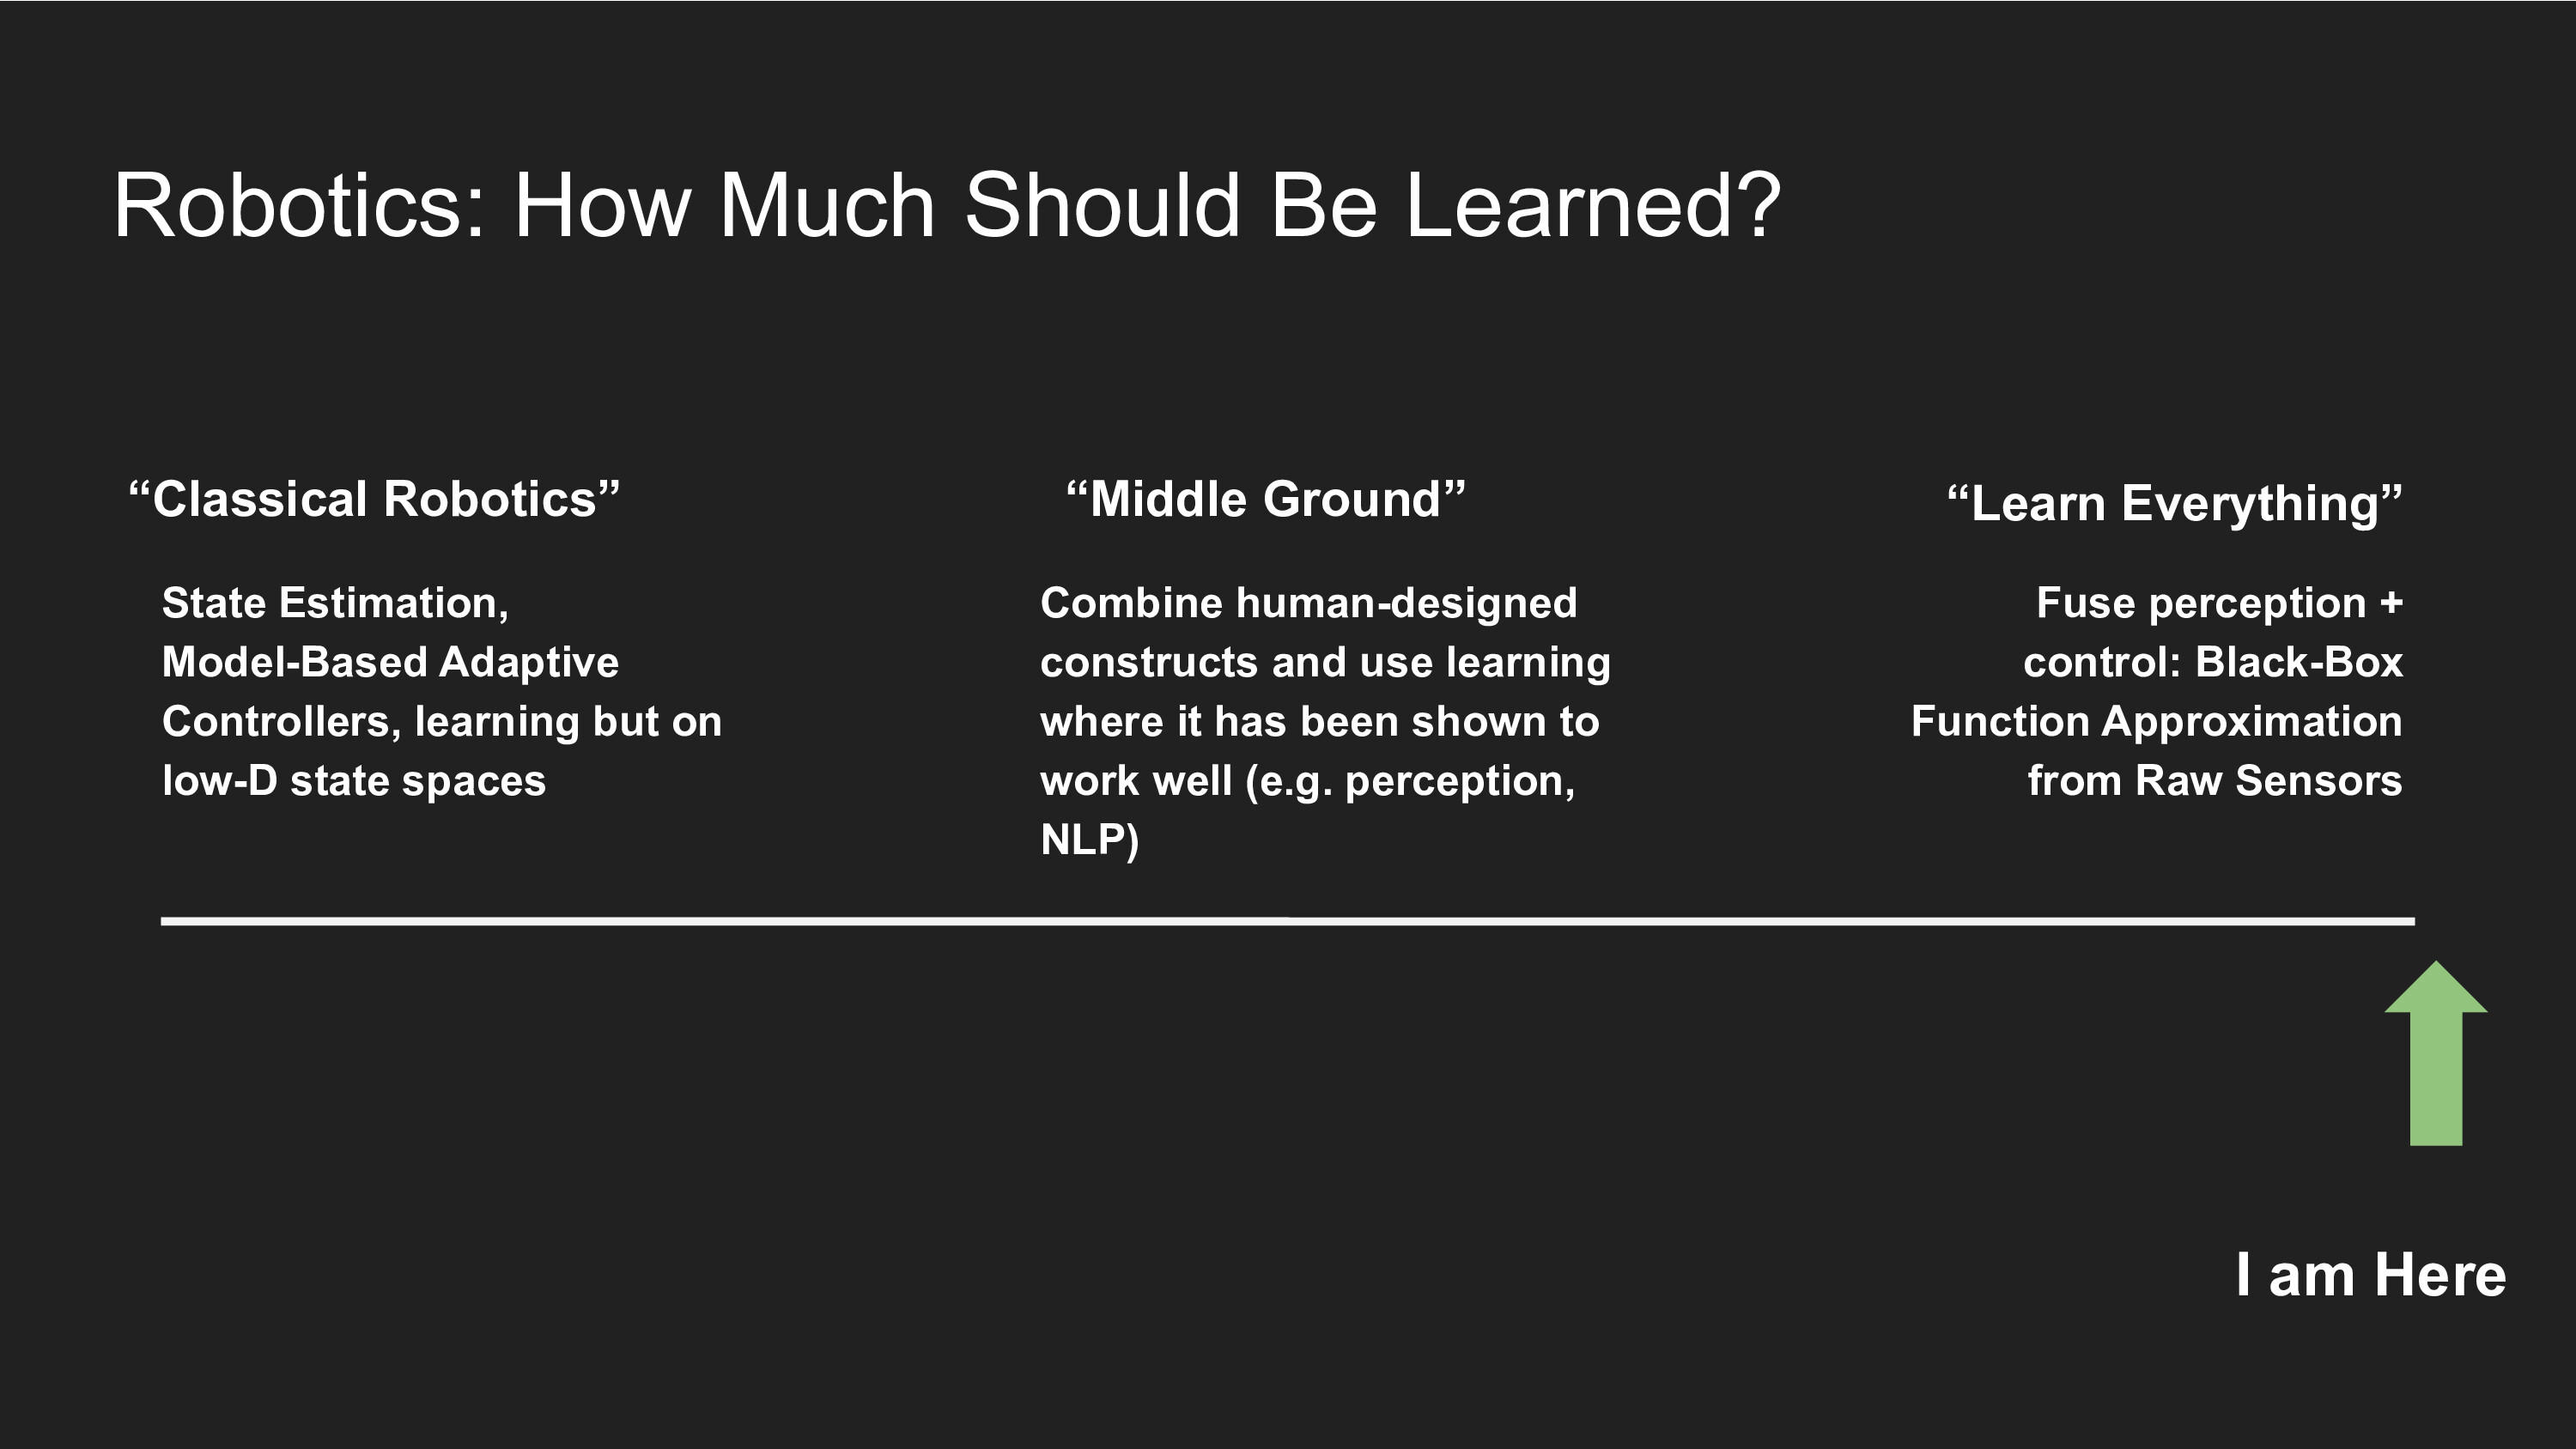 Robotics: How Much Should Be Learned?
“Classical Robotics”
State Estimation,
Model-Based Adaptive
Controllers, learning but on
low-D state spaces
“Middle Ground”
Combine human-designed
constructs and use learning
where it has been shown to
work well (e.g. perception,
NLP)
“Learn Everything”
Fuse perception +
control: Black-Box
Function Approximation
from Raw Sensors
I am Here